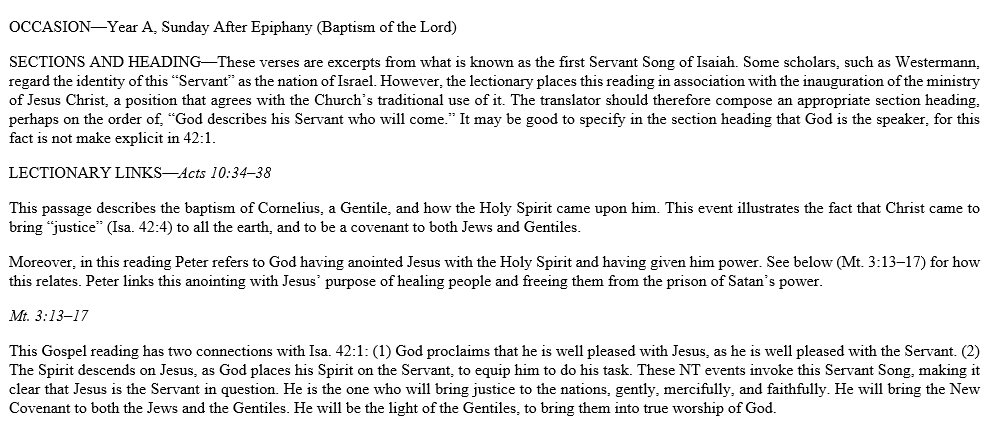 OCCASION—Year A, Sunday After Epiphany (Baptism of the Lord)
SECTIONS AND HEADING—These verses are excerpts from what is known as the first Servant Song of Isaiah. Some scholars, such as Westermann,
regard the identity of this “Servant” as the nation of Israel. However, the lectionary places this reading in association with the inauguration of the ministry
of Jesus Christ, a position that agrees with the Church’s traditional use of it. The translator should therefore compose an appropriate section heading,
perhaps on the order of, “God describes his Servant who will come.” It may be good to specify in the section heading that God is the speaker, for this
fact is not make explicit in 42:1.
LECTIONARY LINKS—Acts 10:34–38
This passage describes the baptism of Cornelius, a Gentile, and how the Holy Spirit came upon him. This event illustrates the fact that Christ came to
bring “justice” (Isa. 42:4) to all the earth, and to be a covenant to both Jews and Gentiles.
Moreover, in this reading Peter refers to God having anointed Jesus with the Holy Spirit and having given him power. See below (Mt. 3:13–17) for how
this relates. Peter links this anointing with Jesus’ purpose of healing people and freeing them from the prison of Satan’s power.
Mt. 3:13–17
This Gospel reading has two connections with Isa. 42:1: (1) God proclaims that he is well pleased with Jesus, as he is well pleased with the Servant. (2)
The Spirit descends on Jesus, as God places his Spirit on the Servant, to equip him to do his task. These NT events invoke this Servant Song, making it
clear that Jesus is the Servant in question. He is the one who will bring justice to the nations, gently, mercifully, and faithfully. He will bring the New
Covenant to both the Jews and the Gentiles. He will be the light of the Gentiles, to bring them into true worship of God.